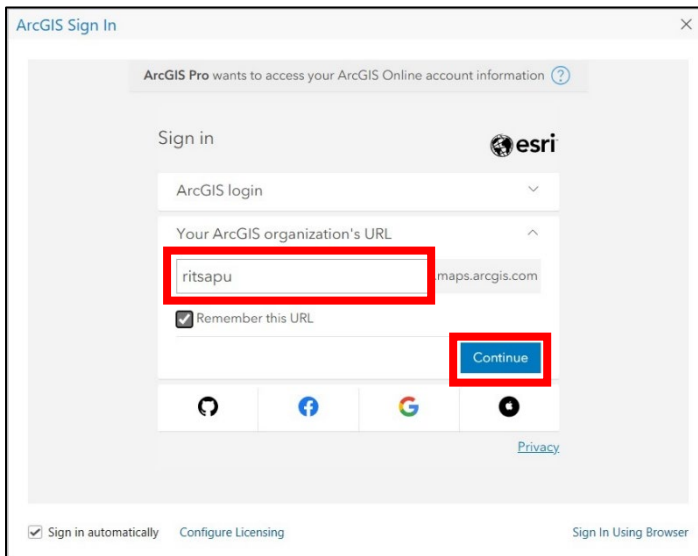 ArcGIS Sign In
ArcGIS Pro wants to access your ArcGIS Online account information ?
Sign in
esri
ArcGIS login
Your ArcGIS organization's URL
ritsapu .maps.arcgis.com
Remember this URL
Continue
Privacy
Sign in automatically Configure Licensing Sign In Using Browser